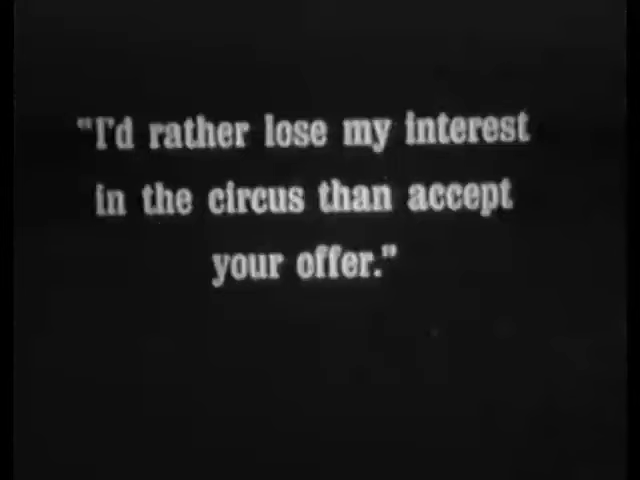 "I'd rather lose my interest
in the circus than accept
your offer."